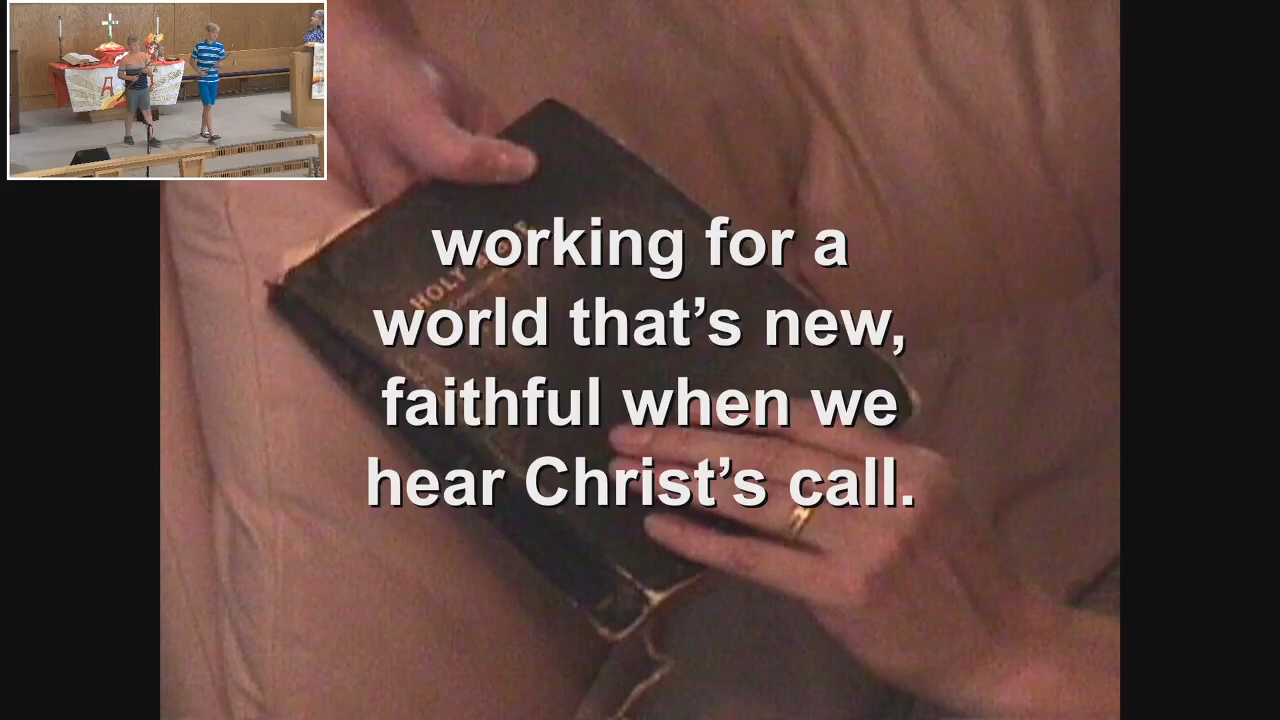 working for a
world that’s new,
faithful when we
hear Christ’s call.
HOLY